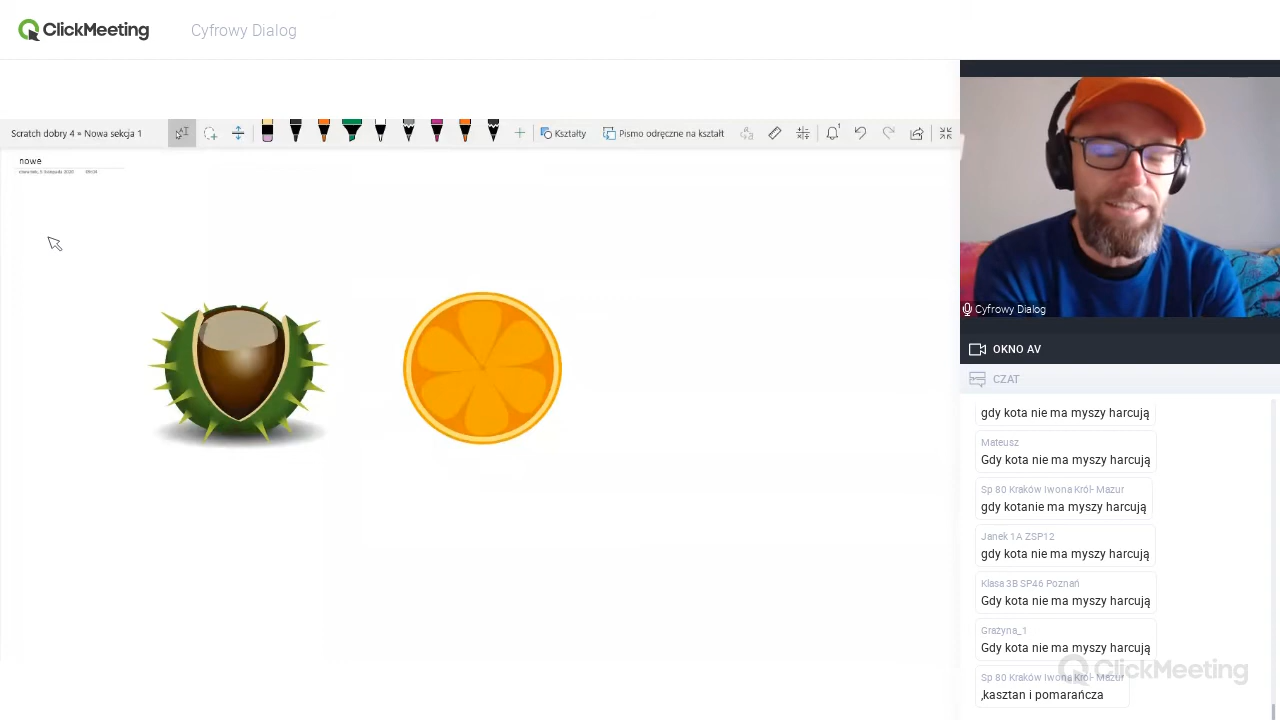 ClickMeeting
Cyfrowy Dialog
Scratch dobry 4 » Nowa sekcja 1
Kształty
Pismo odręczne na kształt
nowe
5 listopada 2020
Cyfrowy Dialog
OKNO AV
CZAT
gdy kota nie ma myszy harcują
Mateusz
Gdy kota nie ma myszy harcują
Sp 80 Kraków Iwona Król- Mazur
gdy kotanie ma myszy harcują
Janek 1A ZSP12
gdy kota nie ma myszy harcują
Klasa 3B SP46 Poznań
Gdy kota nie ma myszy harcują
Grażyna_1
Gdy kota nie ma myszy harcują
Sp 80 Kraków Iwona Król- Mazur
,kasztan i pomarańcza
ClickMeeting